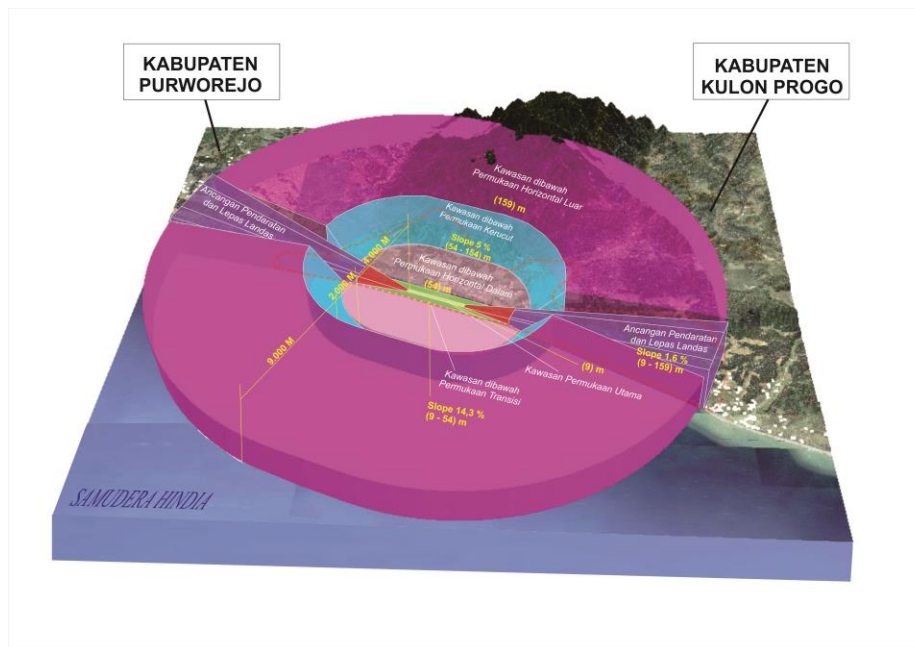 KABUPATEN
PURWOREJO
KABUPATEN
KULON PROGO
Kawasan dibawah
Permukaan Horizontal Luar
(159) m
Ancangan Pendaratan
dan Lepas Landas
Kawasan dibawah
Permukaan Kerucut
Slope 5 %
(54 - 154) m
Kawasan dibawah
Permukaan Horizontal Dalam
(54) m
4.000 M
2.000 M
9.000 M
Ancangan Pendaratan
dan Lepas Landas
Slope 1,6 %
(9 - 159) m
(9) m
Kawasan Permukaan Utama
Kawasan dibawah
Permukaan Transisi
Slope 14,3 %
(9 - 54) m
SAMUDERA HINDIA